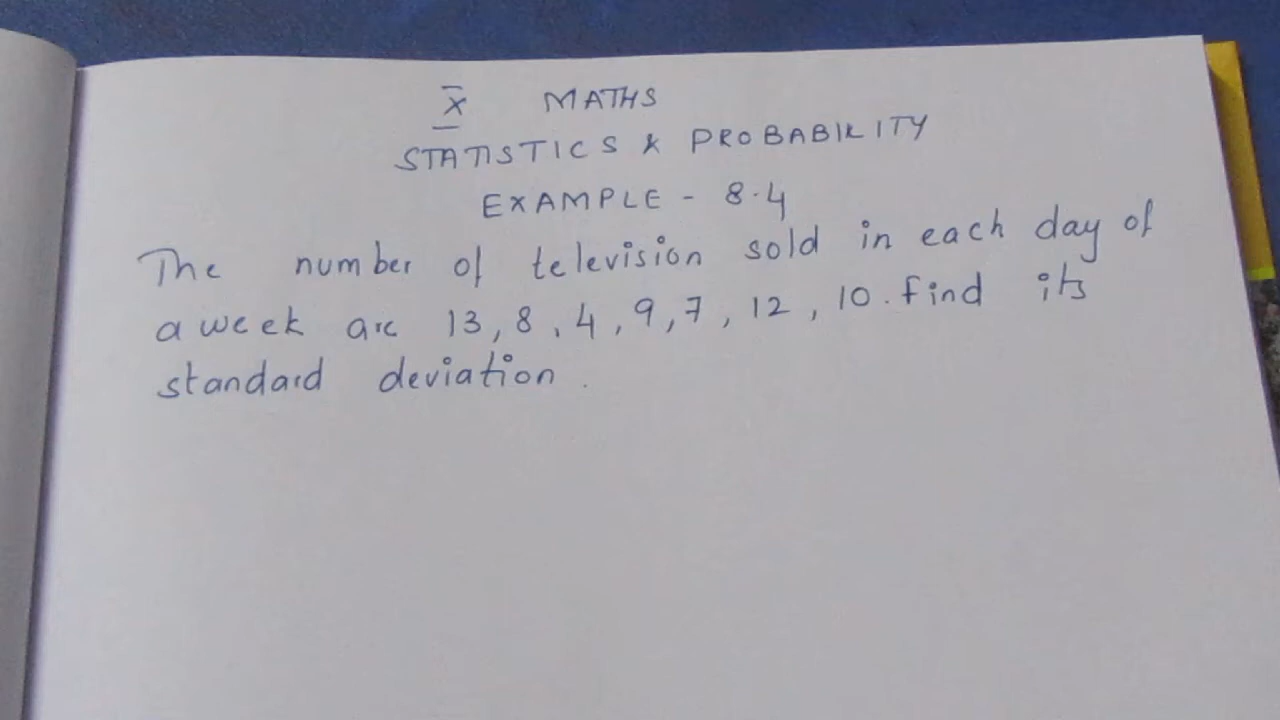 X MATHS
STATISTICS & PROBABILITY
EXAMPLE - 8.4
The number of television sold in each day of
a week are 13, 8, 4, 9, 7, 12, 10. find its
standard deviation.